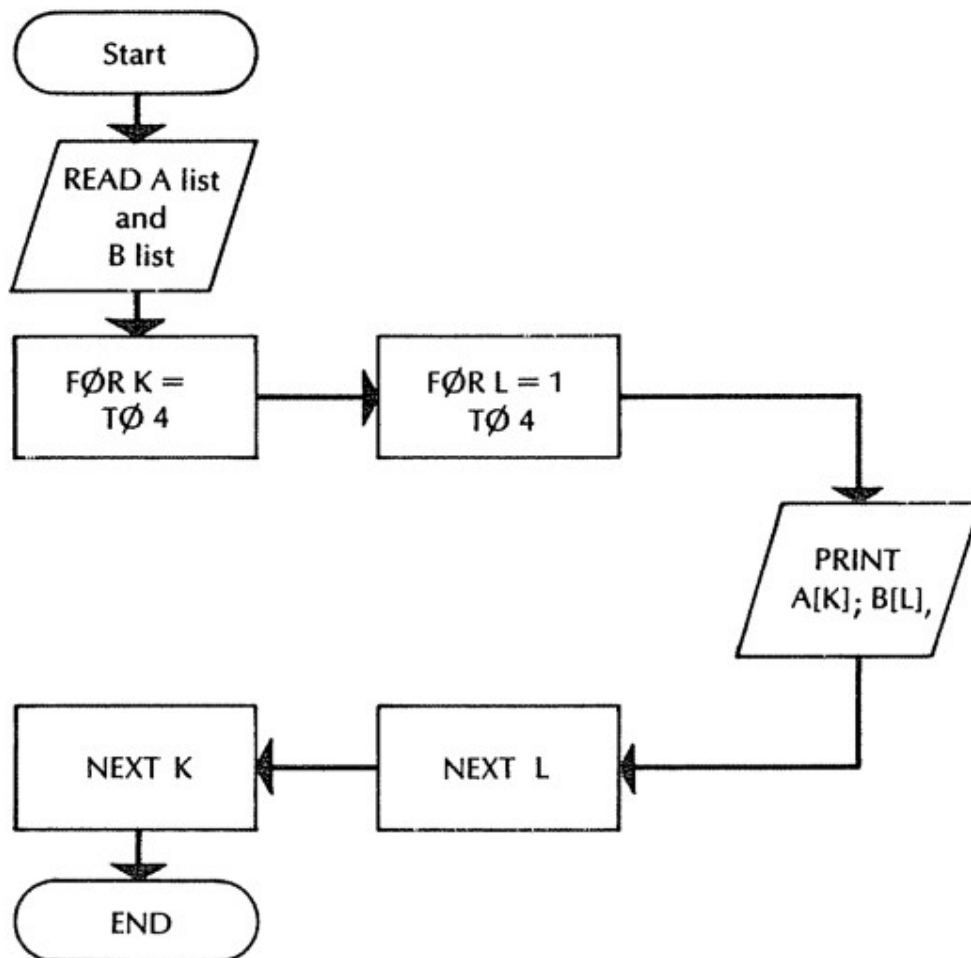 Start
READ A list
and
B list
FØR K =
TØ 4
FØR L = 1
TØ 4
PRINT
A[K]; B[L],
NEXT K
NEXT L
END